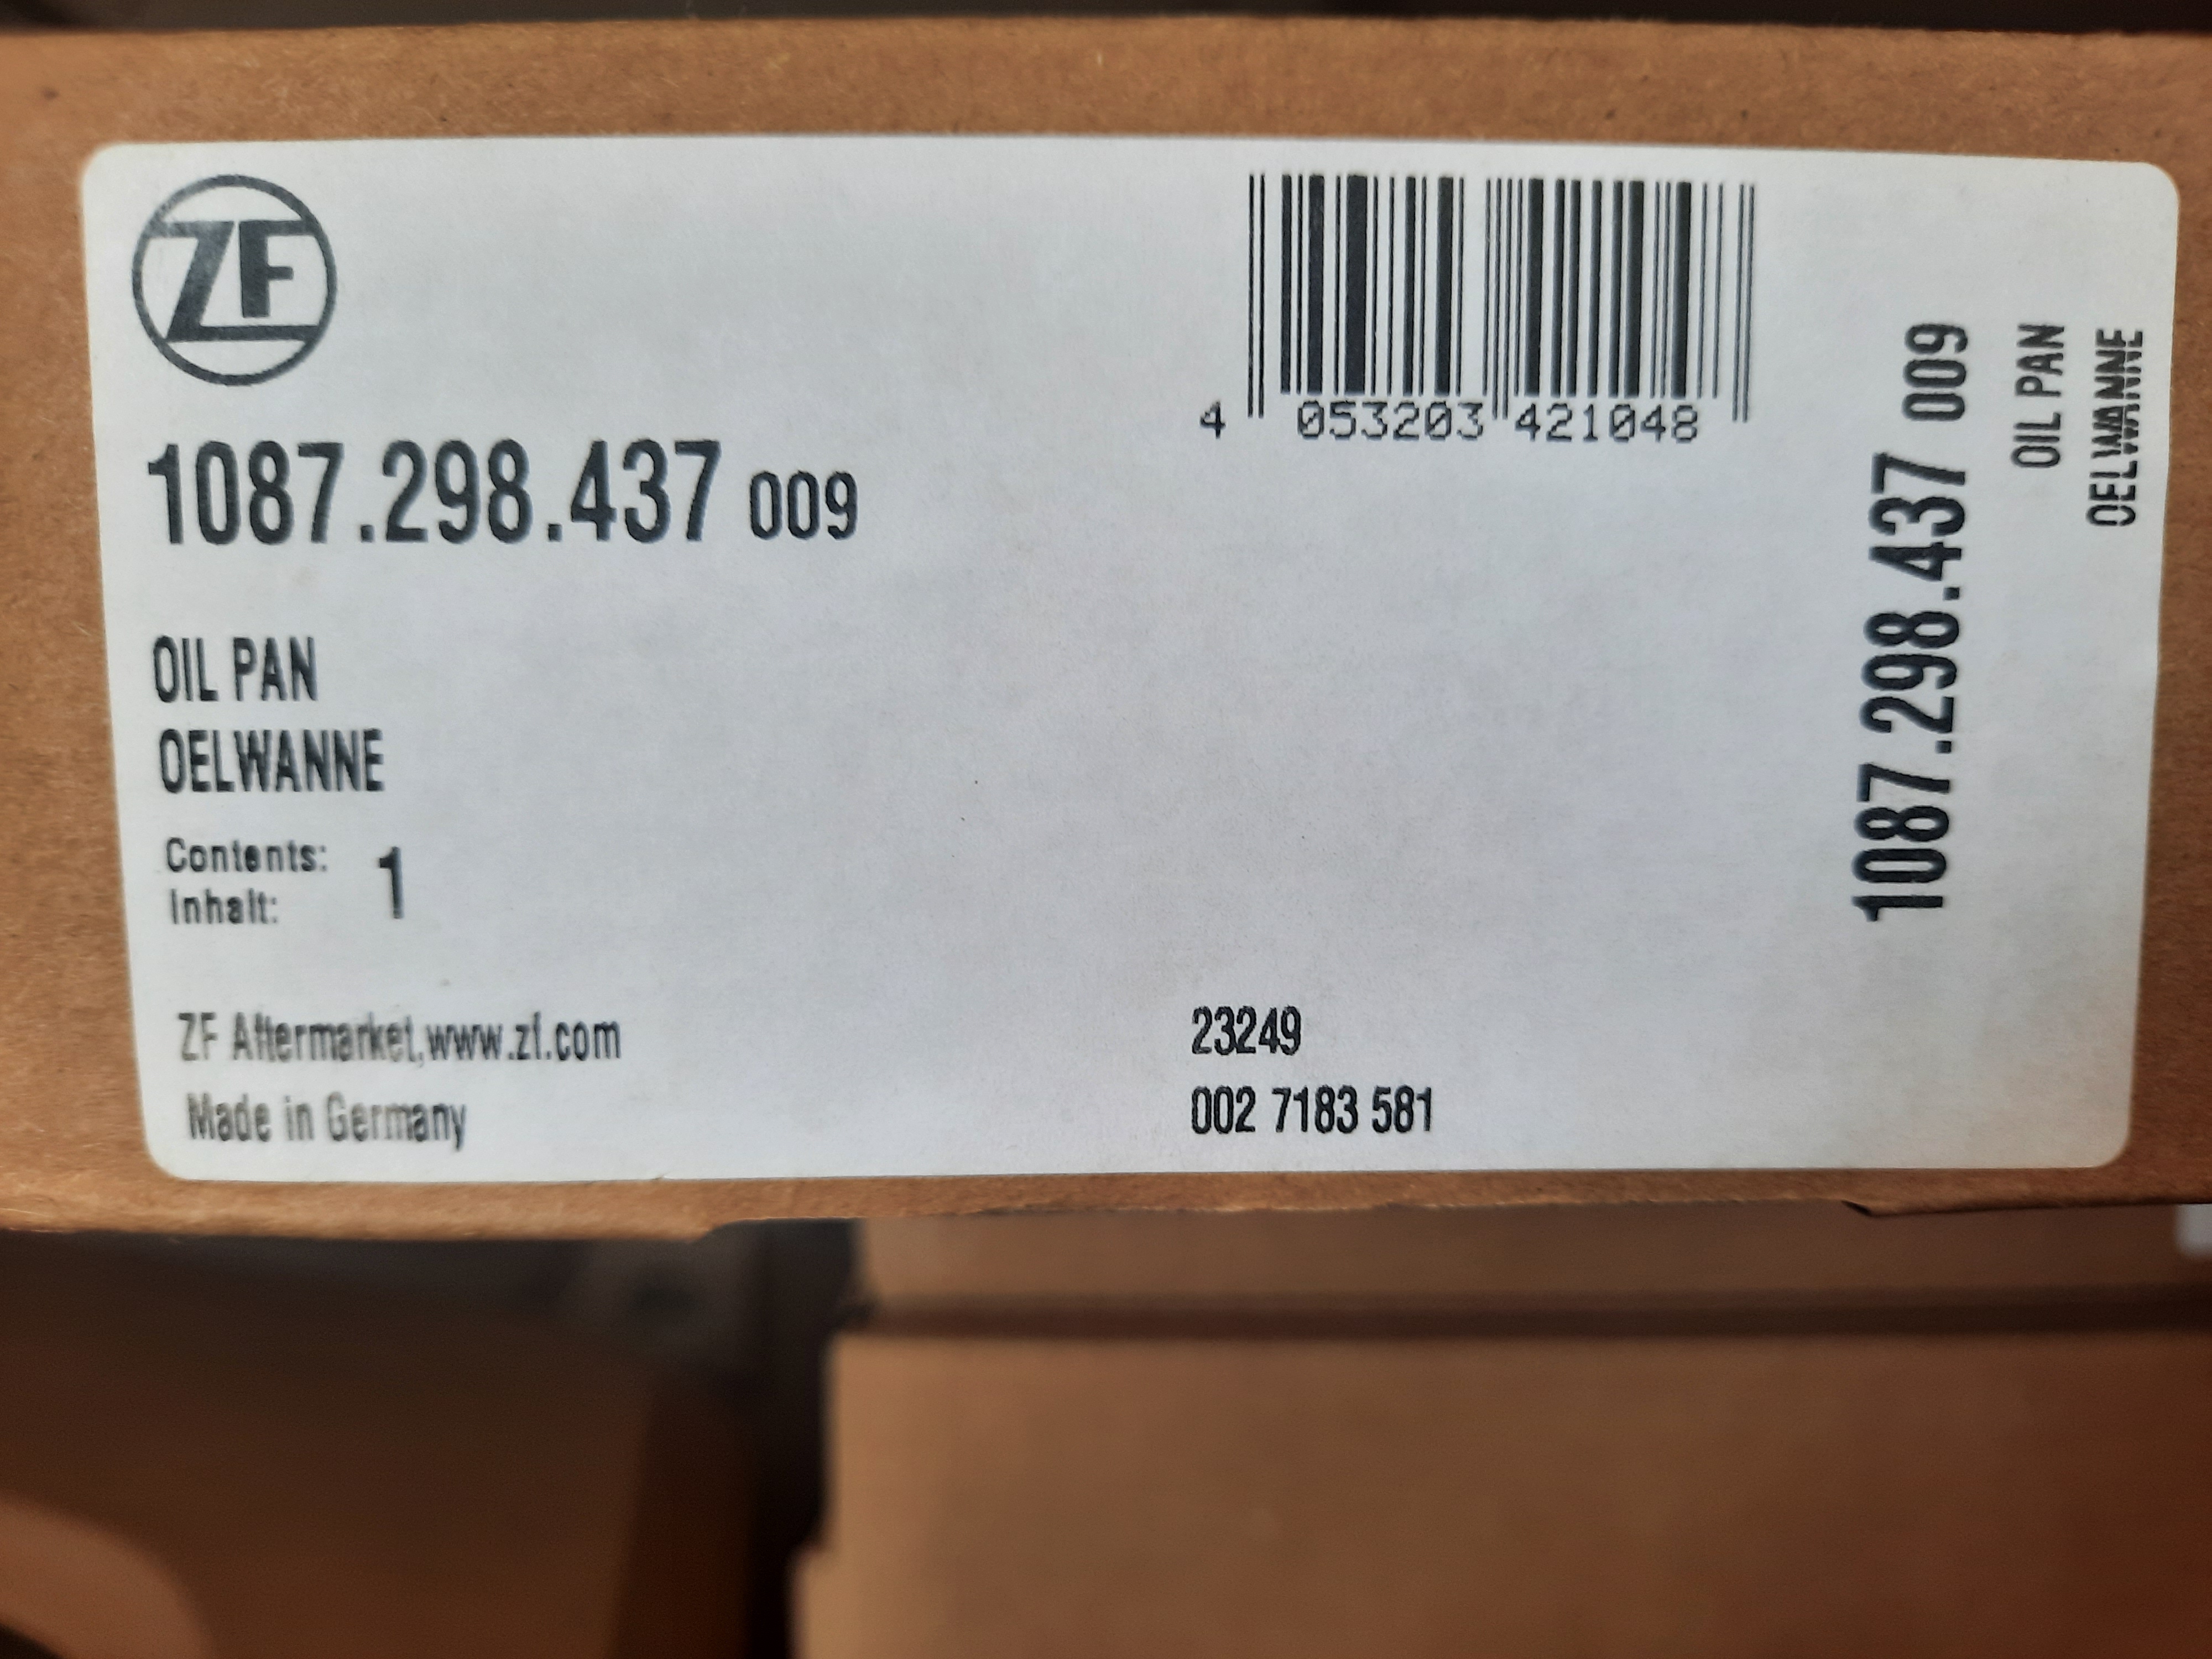 ZF
4 053203 421048
1087.298.437 009
OIL PAN
OELWANNE
Contents: 1
Inhalt:
ZF Aftermarket,www.zf.com
Made in Germany
23249
002 7183 581
1087.298.437 009
OIL PAN
OELWANNE